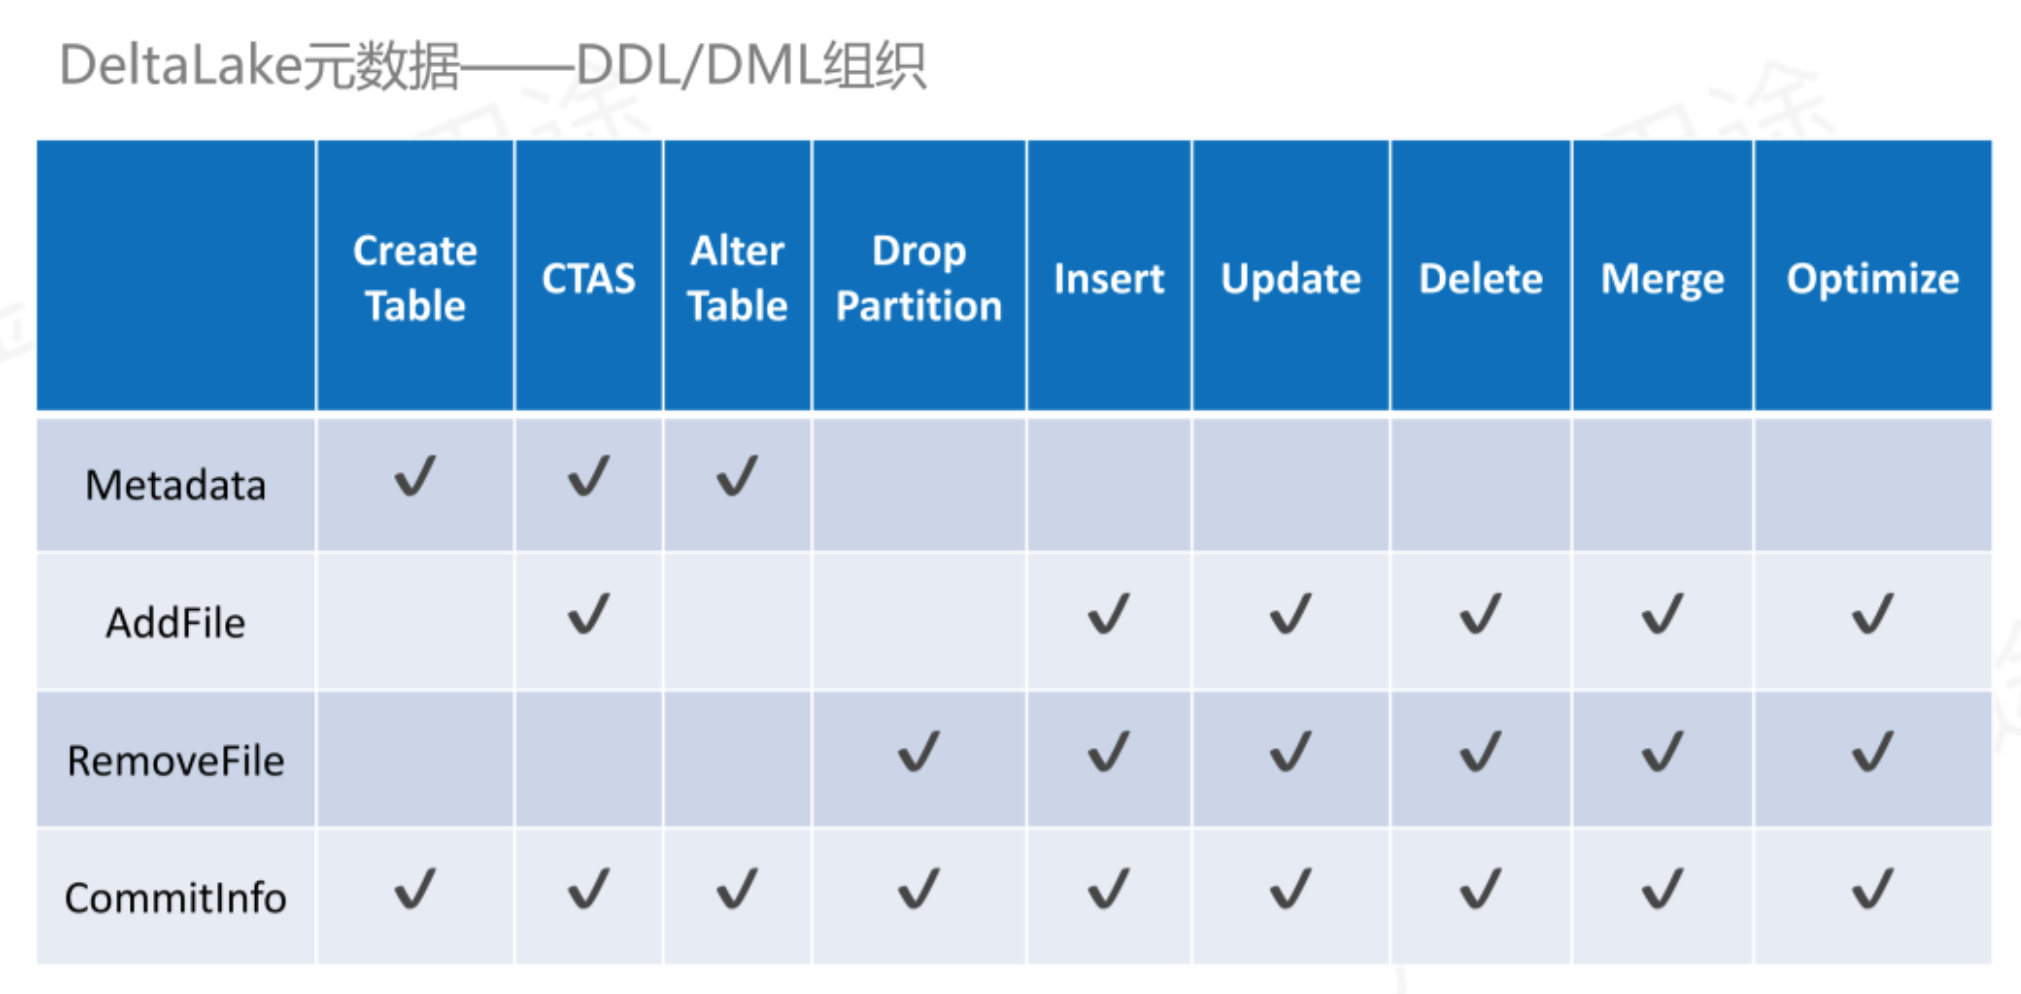 DeltaLake元数据——DDL/DML组织
Create Table CTAS Alter Table Drop Partition Insert Update Delete Merge Optimize
Metadata ✓ ✓ ✓
AddFile ✓ ✓ ✓ ✓ ✓ ✓
RemoveFile ✓ ✓ ✓ ✓ ✓ ✓
CommitInfo ✓ ✓ ✓ ✓ ✓ ✓ ✓ ✓ ✓